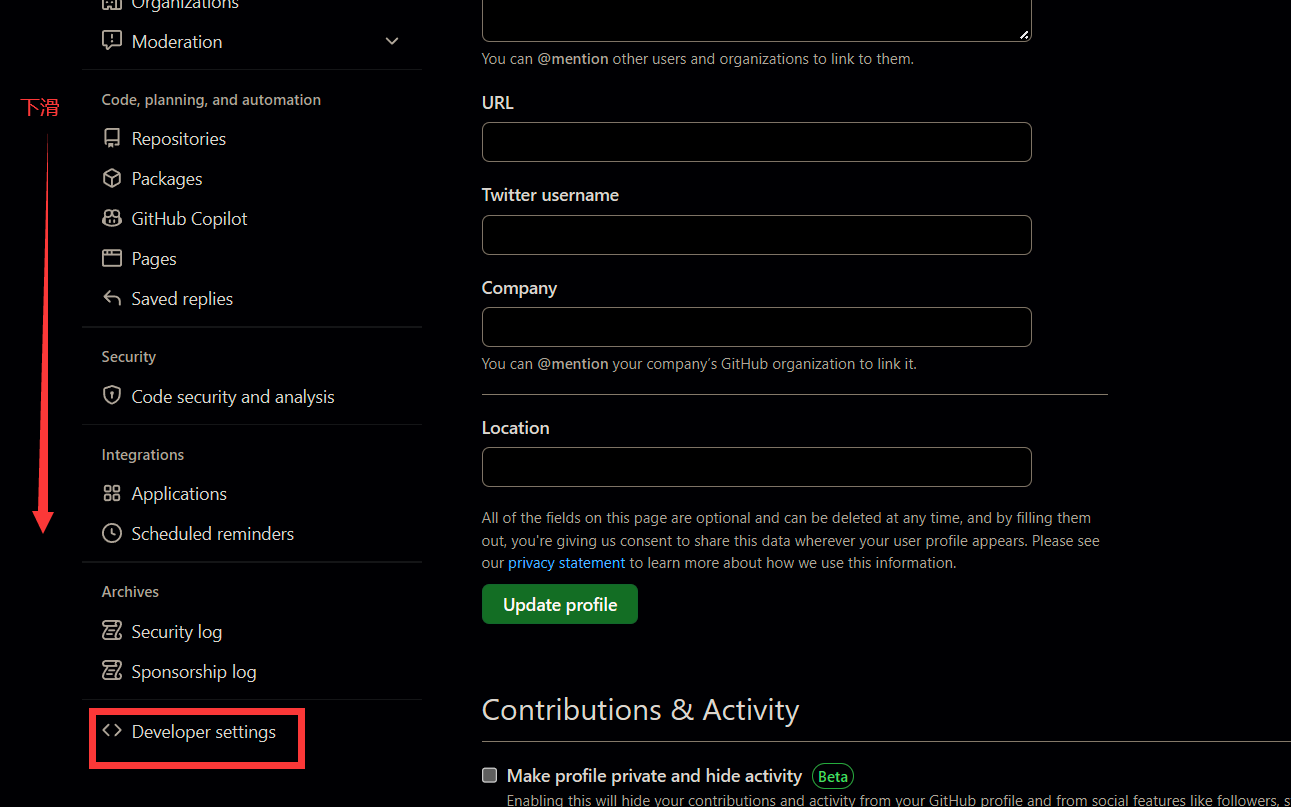 Organizations
Moderation
下滑
Code, planning, and automation
Repositories
Packages
GitHub Copilot
Pages
Saved replies
Security
Code security and analysis
Integrations
Applications
Scheduled reminders
Archives
Security log
Sponsorship log
Developer settings
You can @mention other users and organizations to link to them.
URL
Twitter username
Company
You can @mention your company's GitHub organization to link it.
Location
All of the fields on this page are optional and can be deleted at any time, and by filling them
out, you're giving us consent to share this data wherever your user profile appears. Please see
our privacy statement to learn more about how we use this information.
Update profile
Contributions & Activity
Make profile private and hide activity Beta
Enabling this will hide your contributions and activity from your GitHub profile and from social features like followers, s